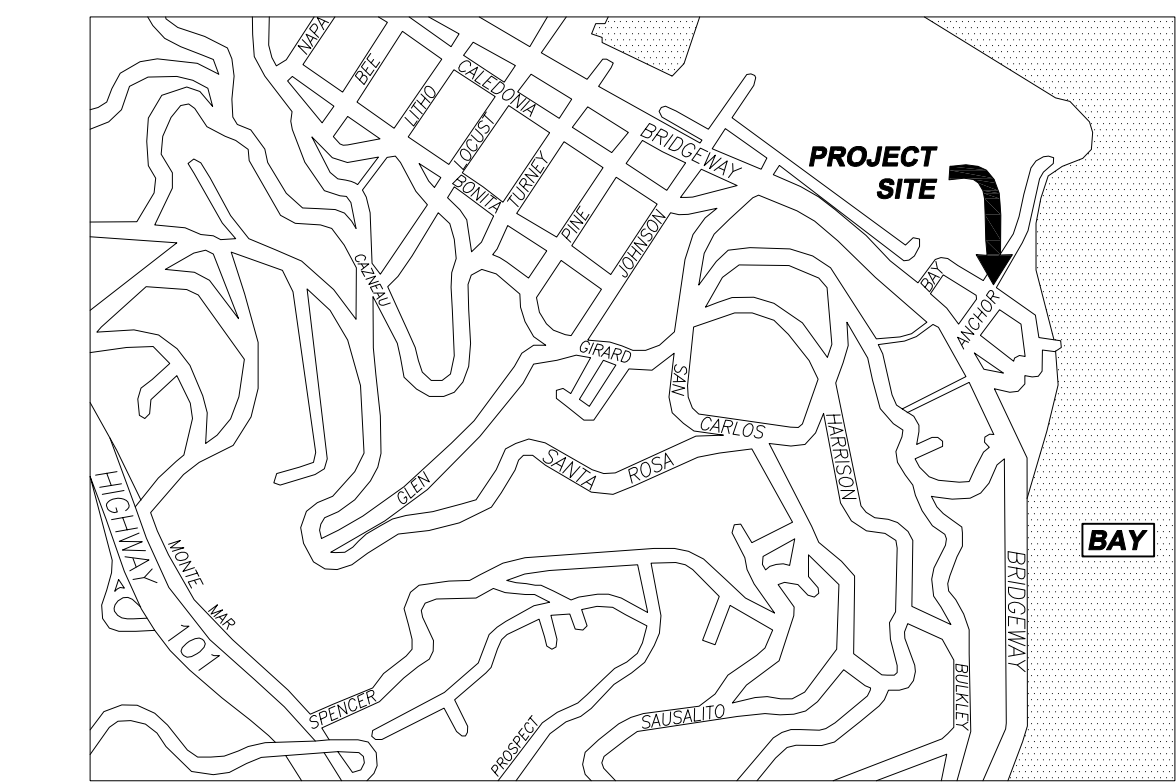 NAPA
BEE
LITHO
CALEDONIA
LOCUST
BONITA
TURNEY
PINE
JOHNSON
BRIDGEWAY
PROJECT
SITE
BAY
ANCHOR
CAZNEAU
GIRARD
SAN
CARLOS
HARRISON
SANTA ROSA
GLEN
HIGHWAY 101
MONTE MAR
BAY
BRIDGEWAY
BULKLEY
SPENCER
SAUSALITO
PROSPECT